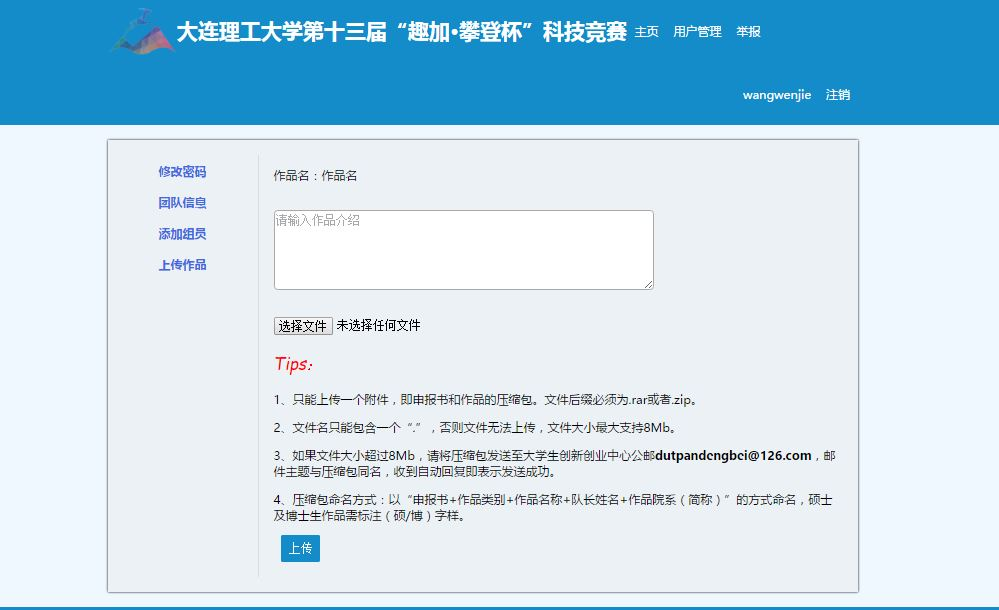 大连理工大学第十三届“趣加·攀登杯”科技竞赛 主页 用户管理 举报
wangwenjie 注销
修改密码
团队信息
添加组员
上传作品
作品名：作品名
请输入作品介绍
选择文件 未选择任何文件
Tips:
1、只能上传一个附件，即申报书和作品的压缩包。文件后缀必须为.rar或者.zip。
2、文件名只能包含一个“.”，否则文件无法上传，文件大小最大支持8Mb。
3、如果文件大小超过8Mb，请将压缩包发送至大学生创新创业中心公邮dutpandengbei@126.com，邮
件主题与压缩包同名，收到自动回复即表示发送成功。
4、压缩包命名方式：以“申报书+作品类别+作品名称+队长姓名+作品院系（简称）”的方式命名，硕士
及博士生作品需标注（硕/博）字样。
上传